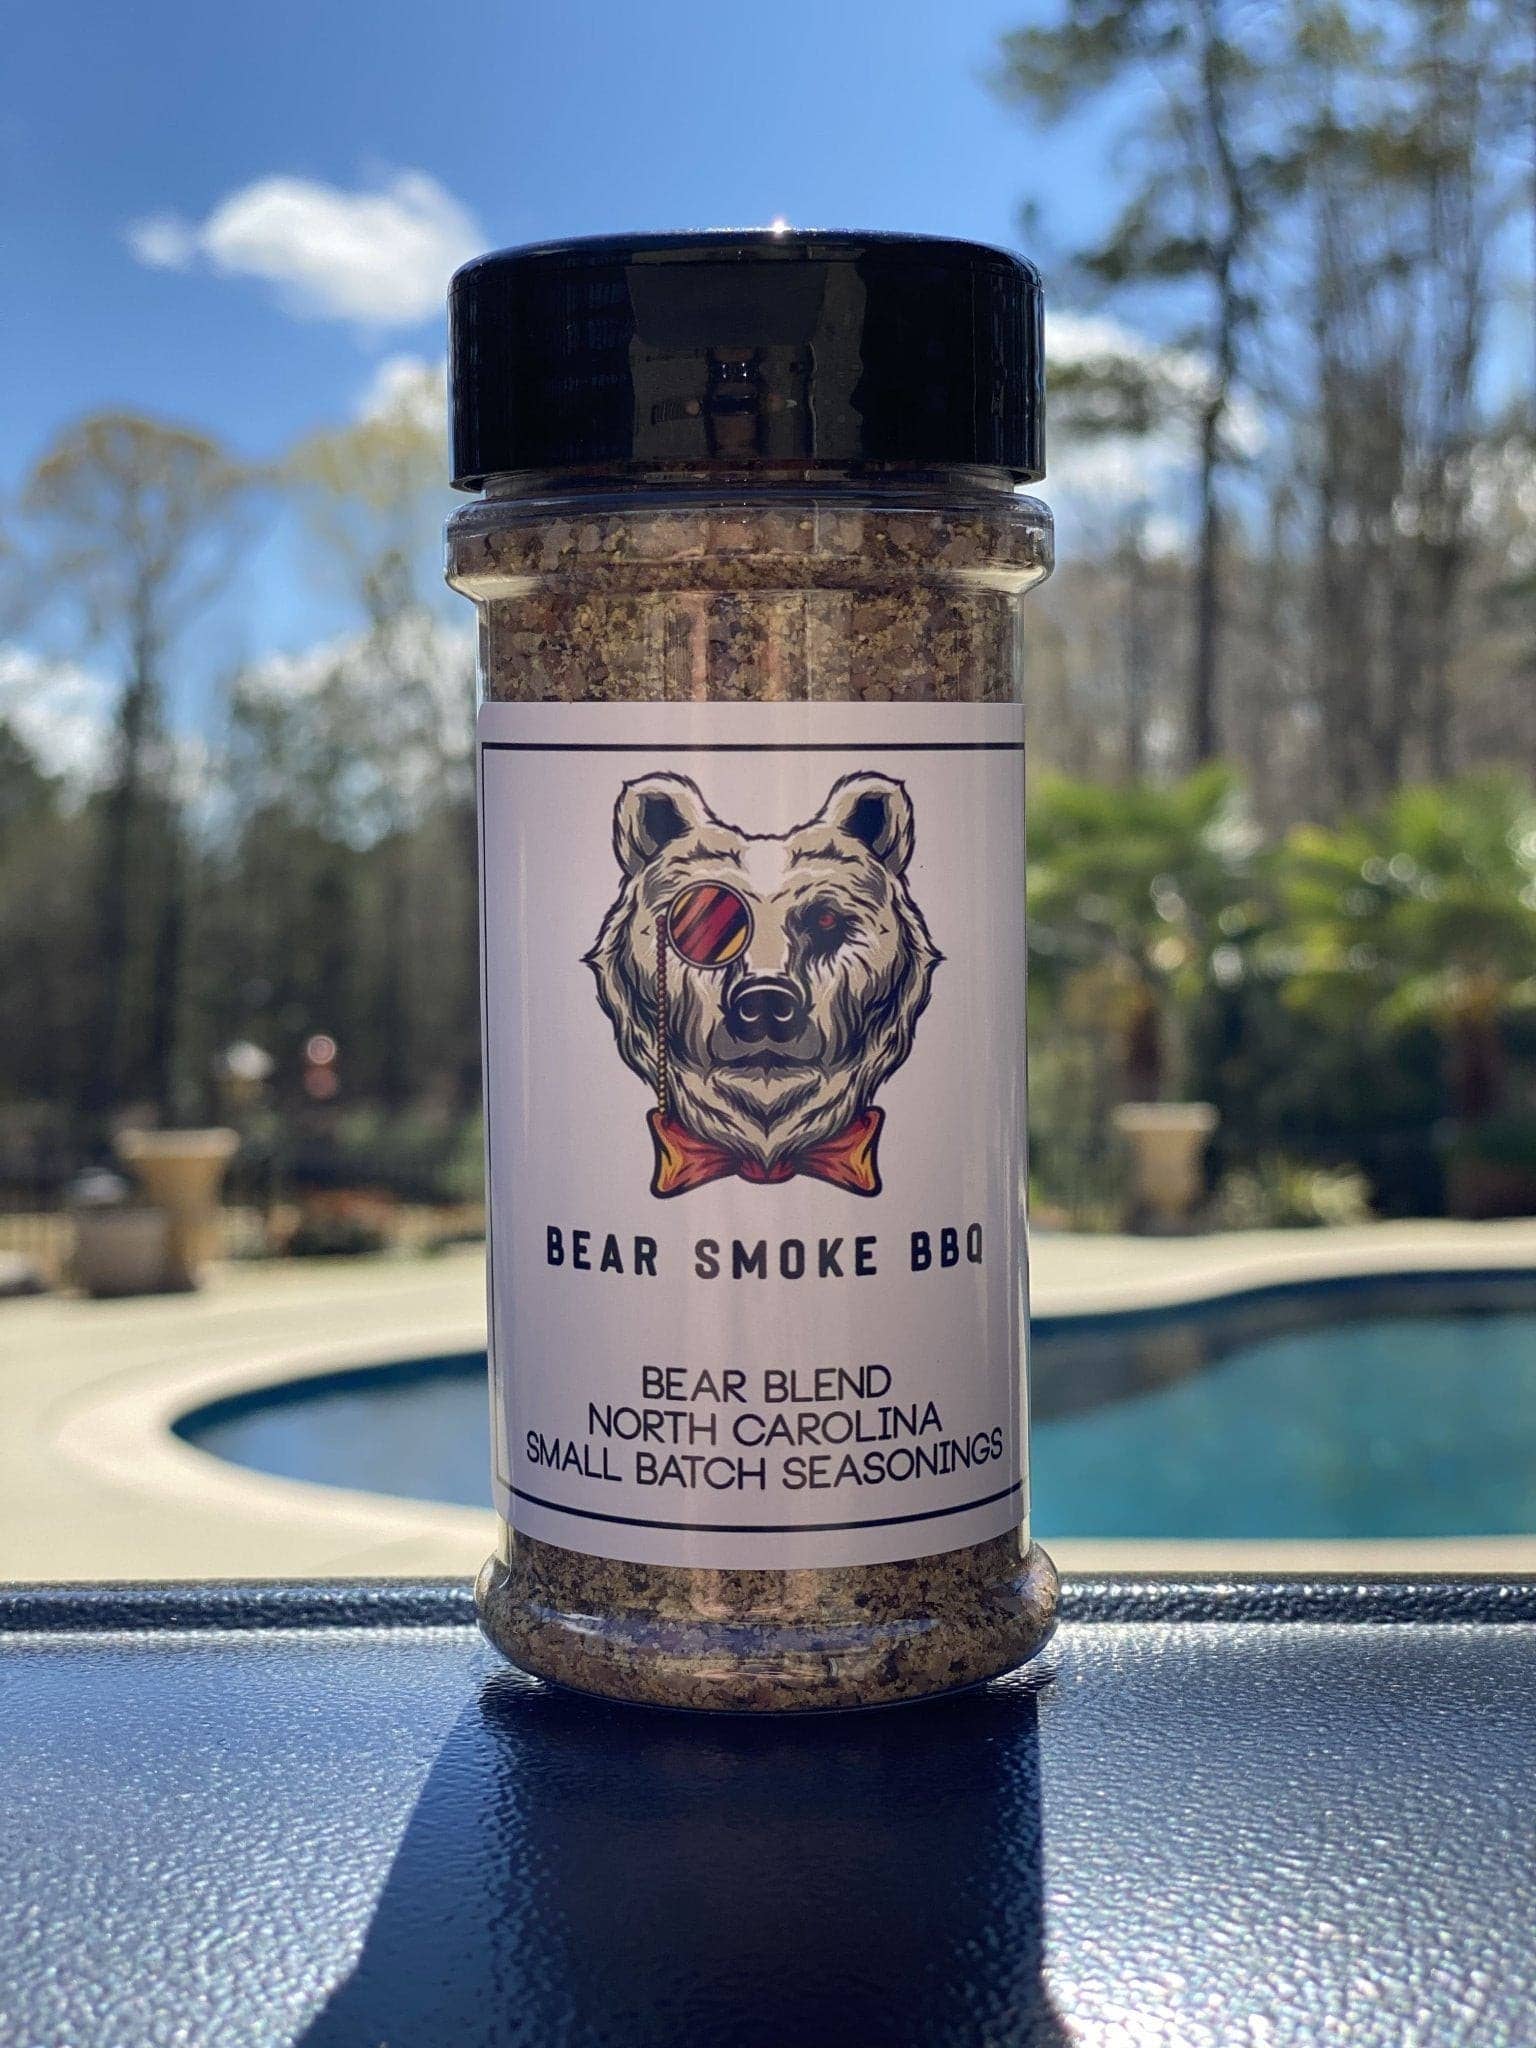 BEAR SMOKE BBQ
BEAR BLEND
NORTH CAROLINA
SMALL BATCH SEASONINGS